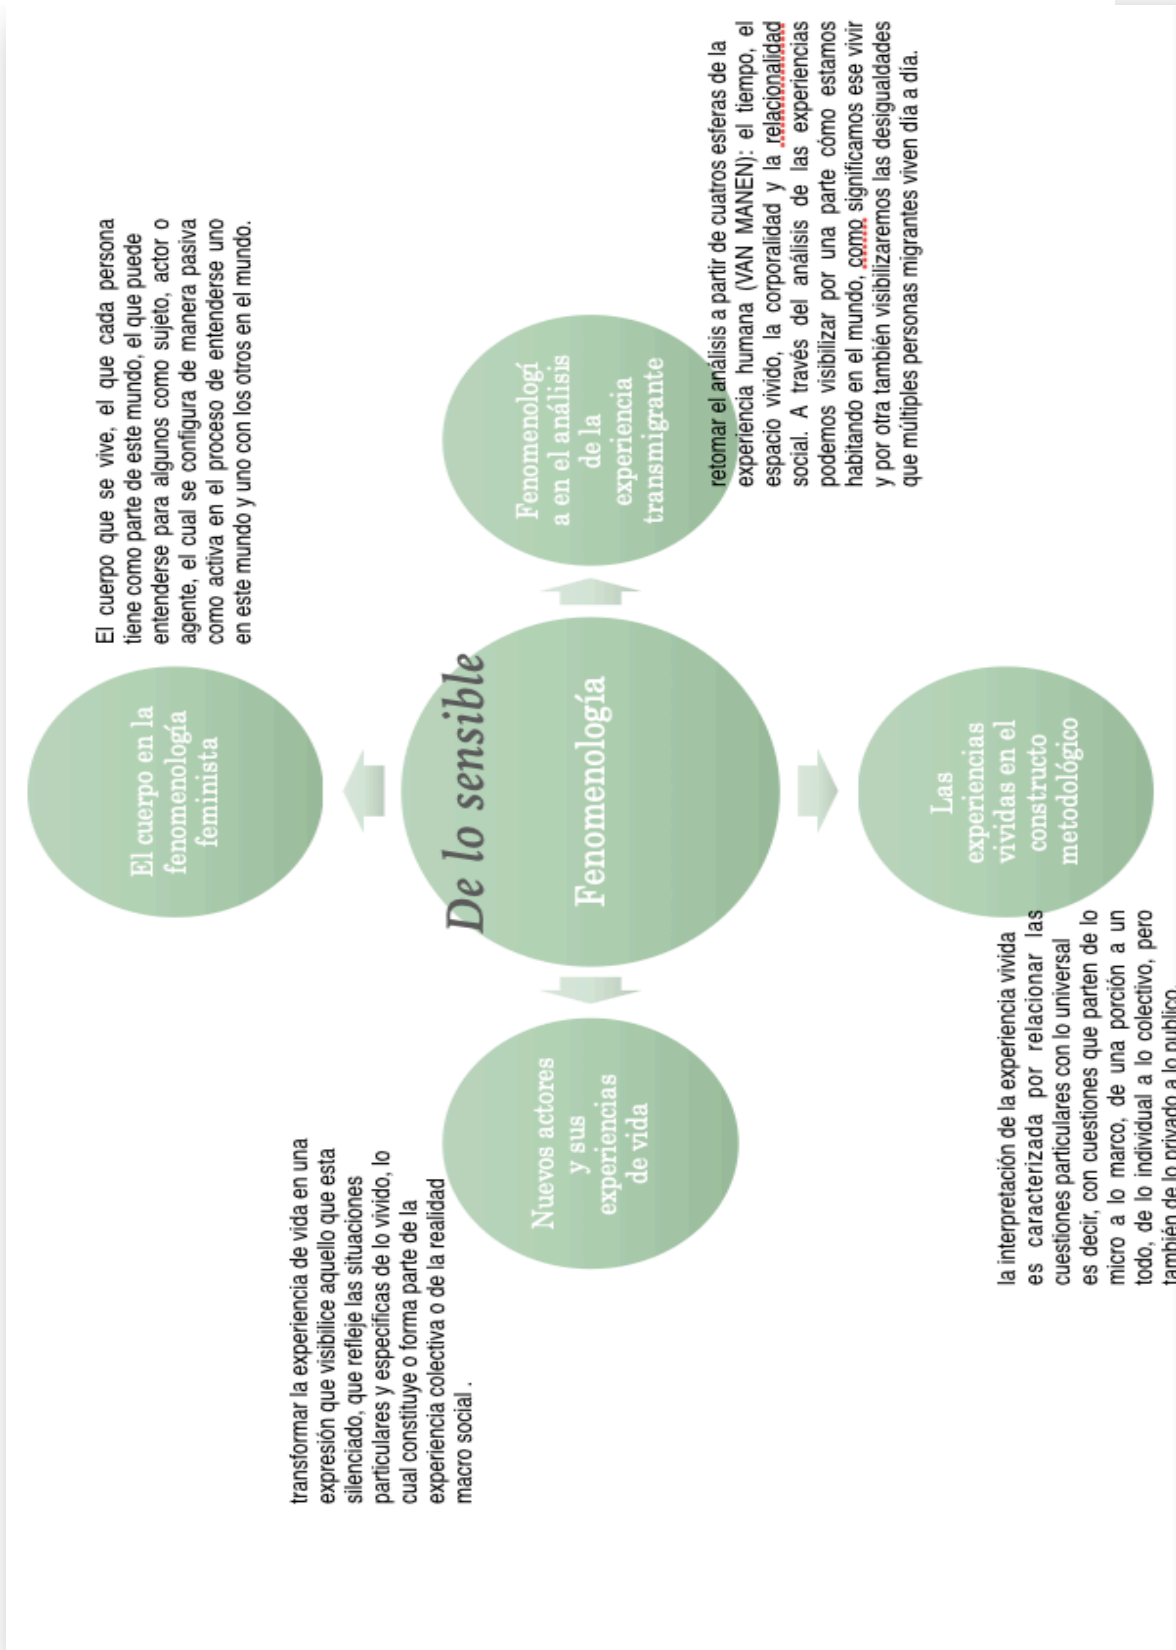 De lo sensible
Fenomenología
El cuerpo en la
fenomenología
feminista
El cuerpo que se vive, el que cada persona
tiene como parte de este mundo, el que puede
entenderse para algunos como sujeto, actor o
agente, el cual se configura de manera pasiva
como activa en el proceso de entenderse uno
en este mundo y uno con los otros en el mundo.
Fenomenologí
a en el análisis
de la
experiencia
transmigrante
retomar el análisis a partir de cuatros esferas de la
experiencia humana (VAN MANEN): el tiempo, el
espacio vivido, la corporalidad y la relacionalidad
social. A través del análisis de las experiencias
podemos visibilizar por una parte cómo estamos
habitando en el mundo, como significamos ese vivir
y por otra también visibilizaremos las desigualdades
que múltiples personas migrantes viven día a día.
Las
experiencias
vividas en el
constructo
metodológico
la interpretación de la experiencia vivida
es caracterizada por relacionar las
cuestiones particulares con lo universal
es decir, con cuestiones que parten de lo
micro a lo marco, de una porción a un
todo, de lo individual a lo colectivo, pero
también de lo privado a lo publico.
Nuevos actores
y sus
experiencias
de vida
transformar la experiencia de vida en una
expresión que visibilice aquello que esta
silenciado, que refleje las situaciones
particulares y especificas de lo vivido, lo
cual constituye o forma parte de la
experiencia colectiva o de la realidad
macro social .